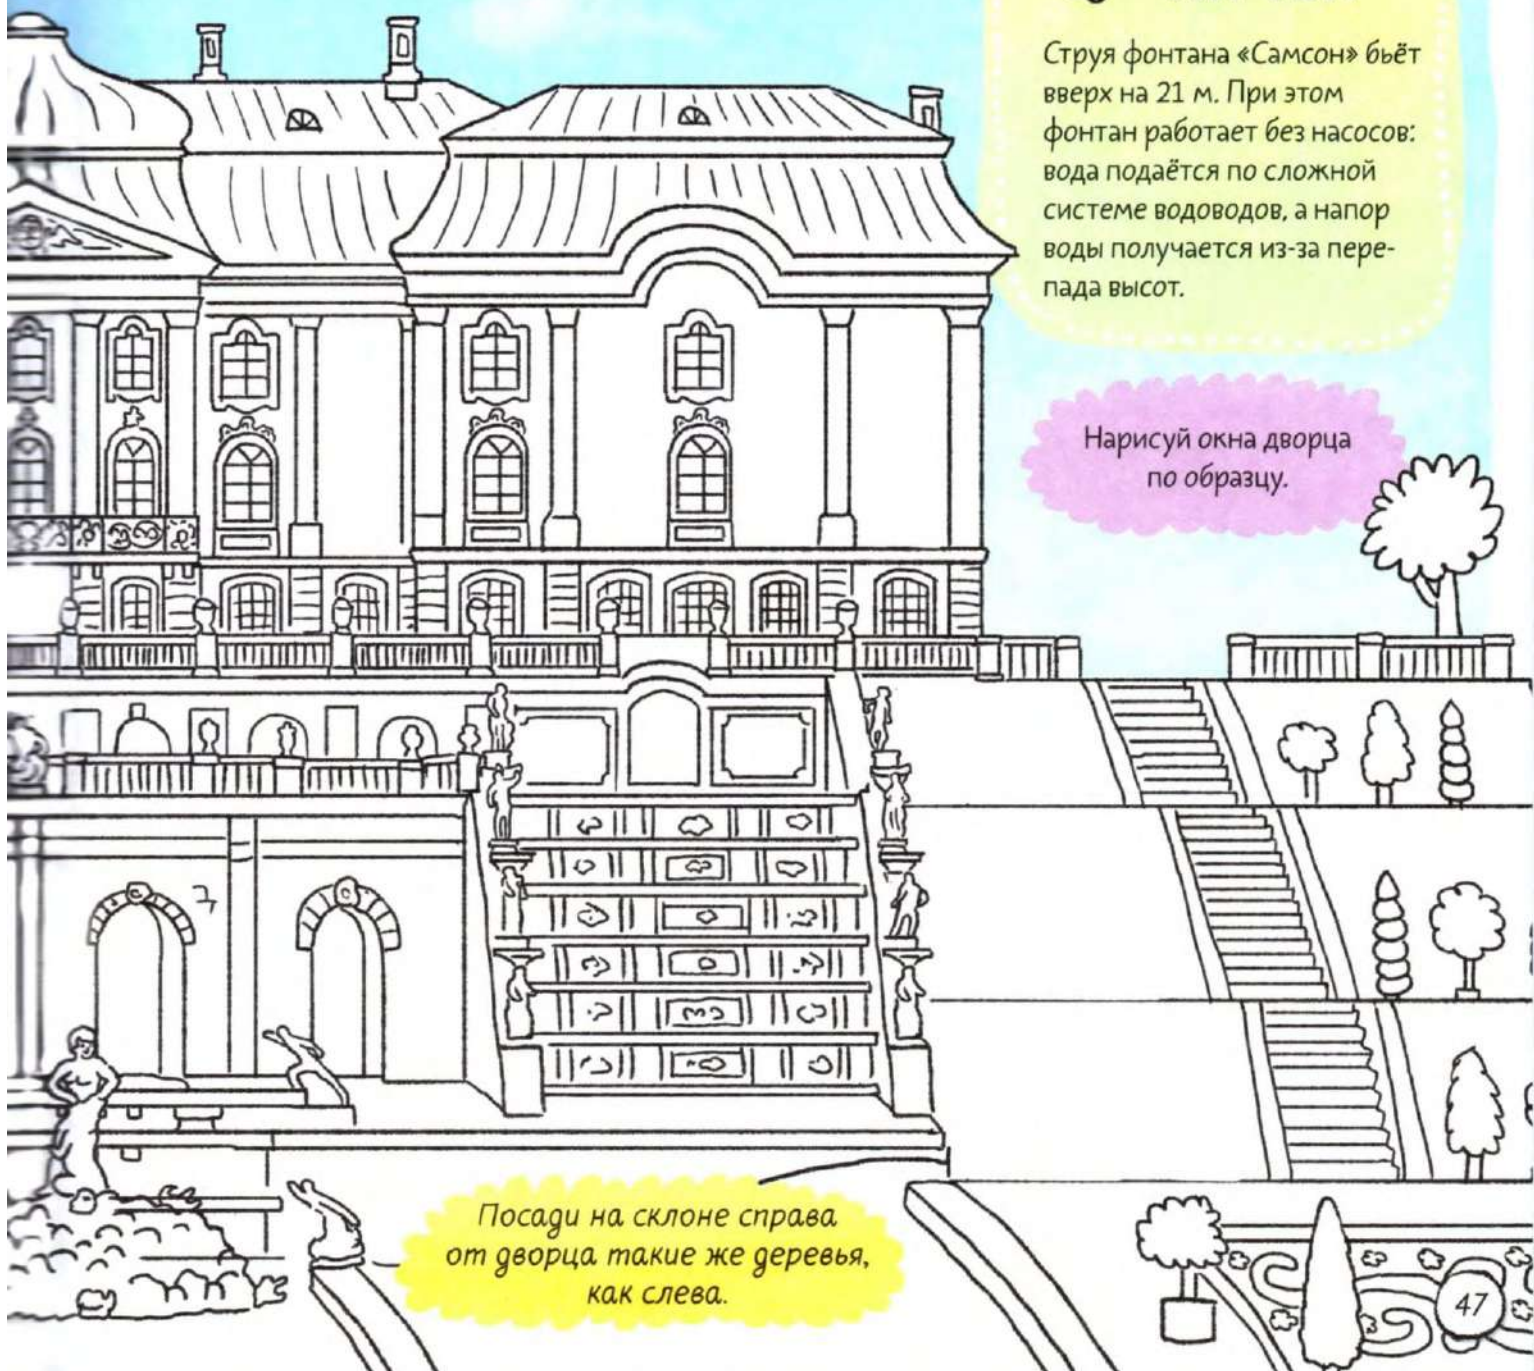 Струя фонтана «Самсон» бьёт
вверх на 21 м. При этом
фонтан работает без насосов:
вода подаётся по сложной
системе водоводов, а напор
воды получается из-за пере-
пада высот.
Нарисуй окна дворца
по образцу.
Посади на склоне справа
от дворца такие же деревья,
как слева.
47